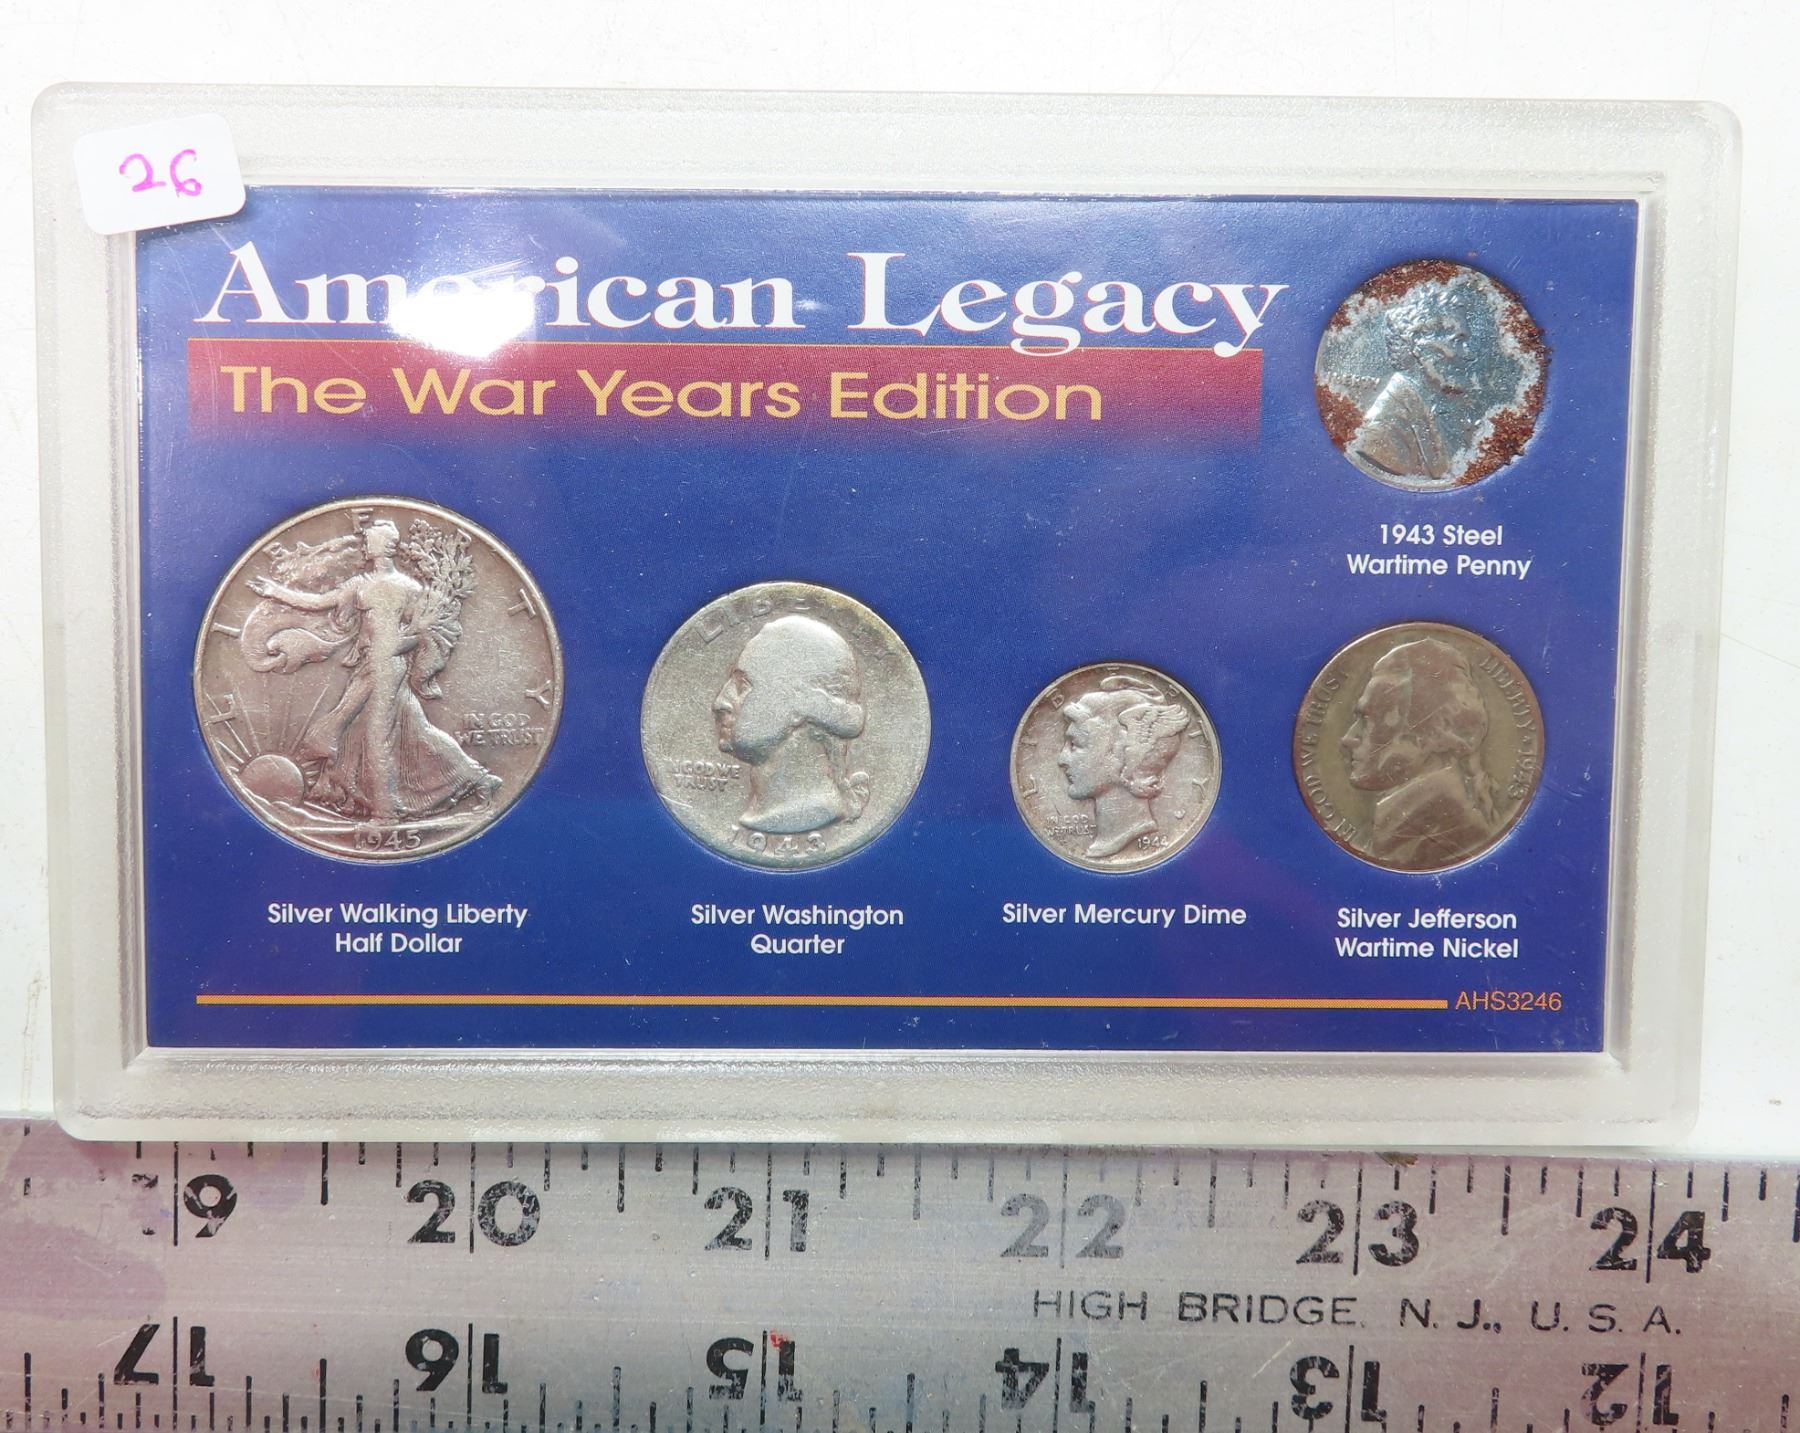 26
American Legacy
The War Years Edition
1943 Steel
Wartime Penny
LIBERTY
IN GOD
WE TRUST
1945
Silver Walking Liberty
Half Dollar
LIBERTY
IN GOD WE
TRUST
1943
Silver Washington
Quarter
LIBERTY
IN GOD
WE TRUST
1944
Silver Mercury Dime
IN GOD WE TRUST
LIBERTY 1943
Silver Jefferson
Wartime Nickel
AHS3246
19 20 21 22 23 24
HIGH BRIDGE. N. J., U. S. A.
17 16 15 14 13 12